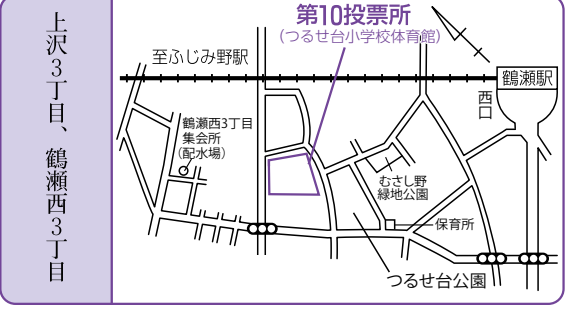 上沢3丁目、鶴瀬西3丁目
第10投票所
（つるせ台小学校体育館）
至ふじみ野駅
鶴瀬駅
西口
鶴瀬西3丁目
集会所
（配水場）
むさし野
緑地公園
保育所
つるせ台公園